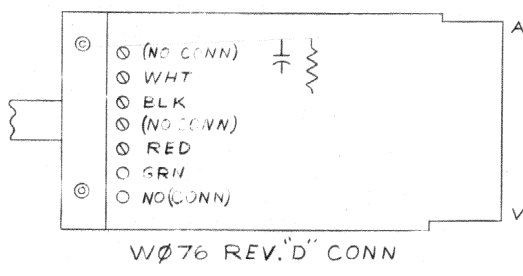 A
(NO CONN)
WHT
BLK
(NO CONN)
RED
GRN
NO(CONN)
V
WØ76 REV."D" CONN